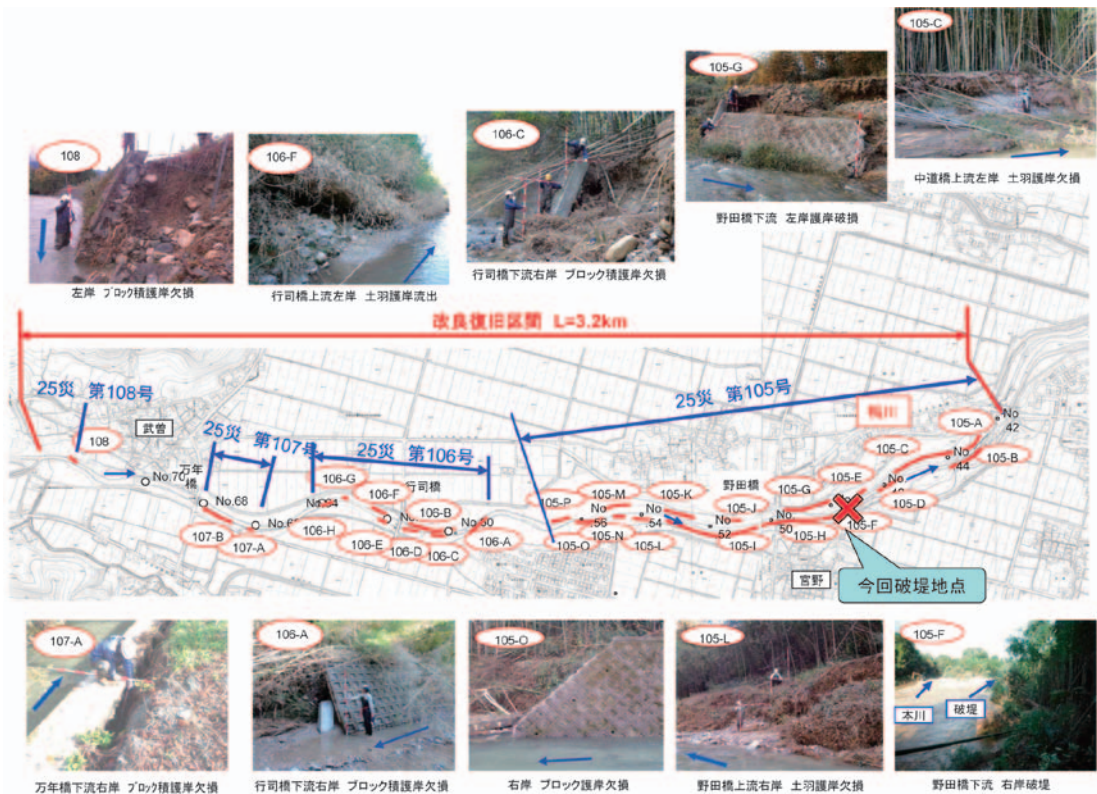 105-C
105-G
106-C
108
106-F
中道橋上流左岸 土羽護岸欠損
野田橋下流 左岸護岸破損
行司橋下流右岸 ブロック積護岸欠損
左岸 ブロック積護岸欠損
行司橋上流左岸 土羽護岸流出
改良復旧区間 L=3.2km
25災 第108号
25災 第107号
25災 第106号
25災 第105号
鴨川
武曽
108
万年橋
No.70
No.68
106-G
106-F
行司橋
106-B
106-H
106-E
106-D
106-C
106-A
107-B
107-A
105-P
105-M
105-K
野田橋
105-J
105-G
105-E
105-C
105-A
No.42
No.44
105-B
105-D
105-F
105-H
No.50
105-I
No.52
No.54
105-L
105-N
No.56
105-O
宮野
今回破堤地点
107-A
106-A
105-O
105-L
105-F
本川
破堤
万年橋下流右岸 ブロック積護岸欠損
行司橋下流右岸 ブロック積護岸欠損
右岸 ブロック護岸欠損
野田橋上流右岸 土羽護岸欠損
野田橋下流 右岸破堤